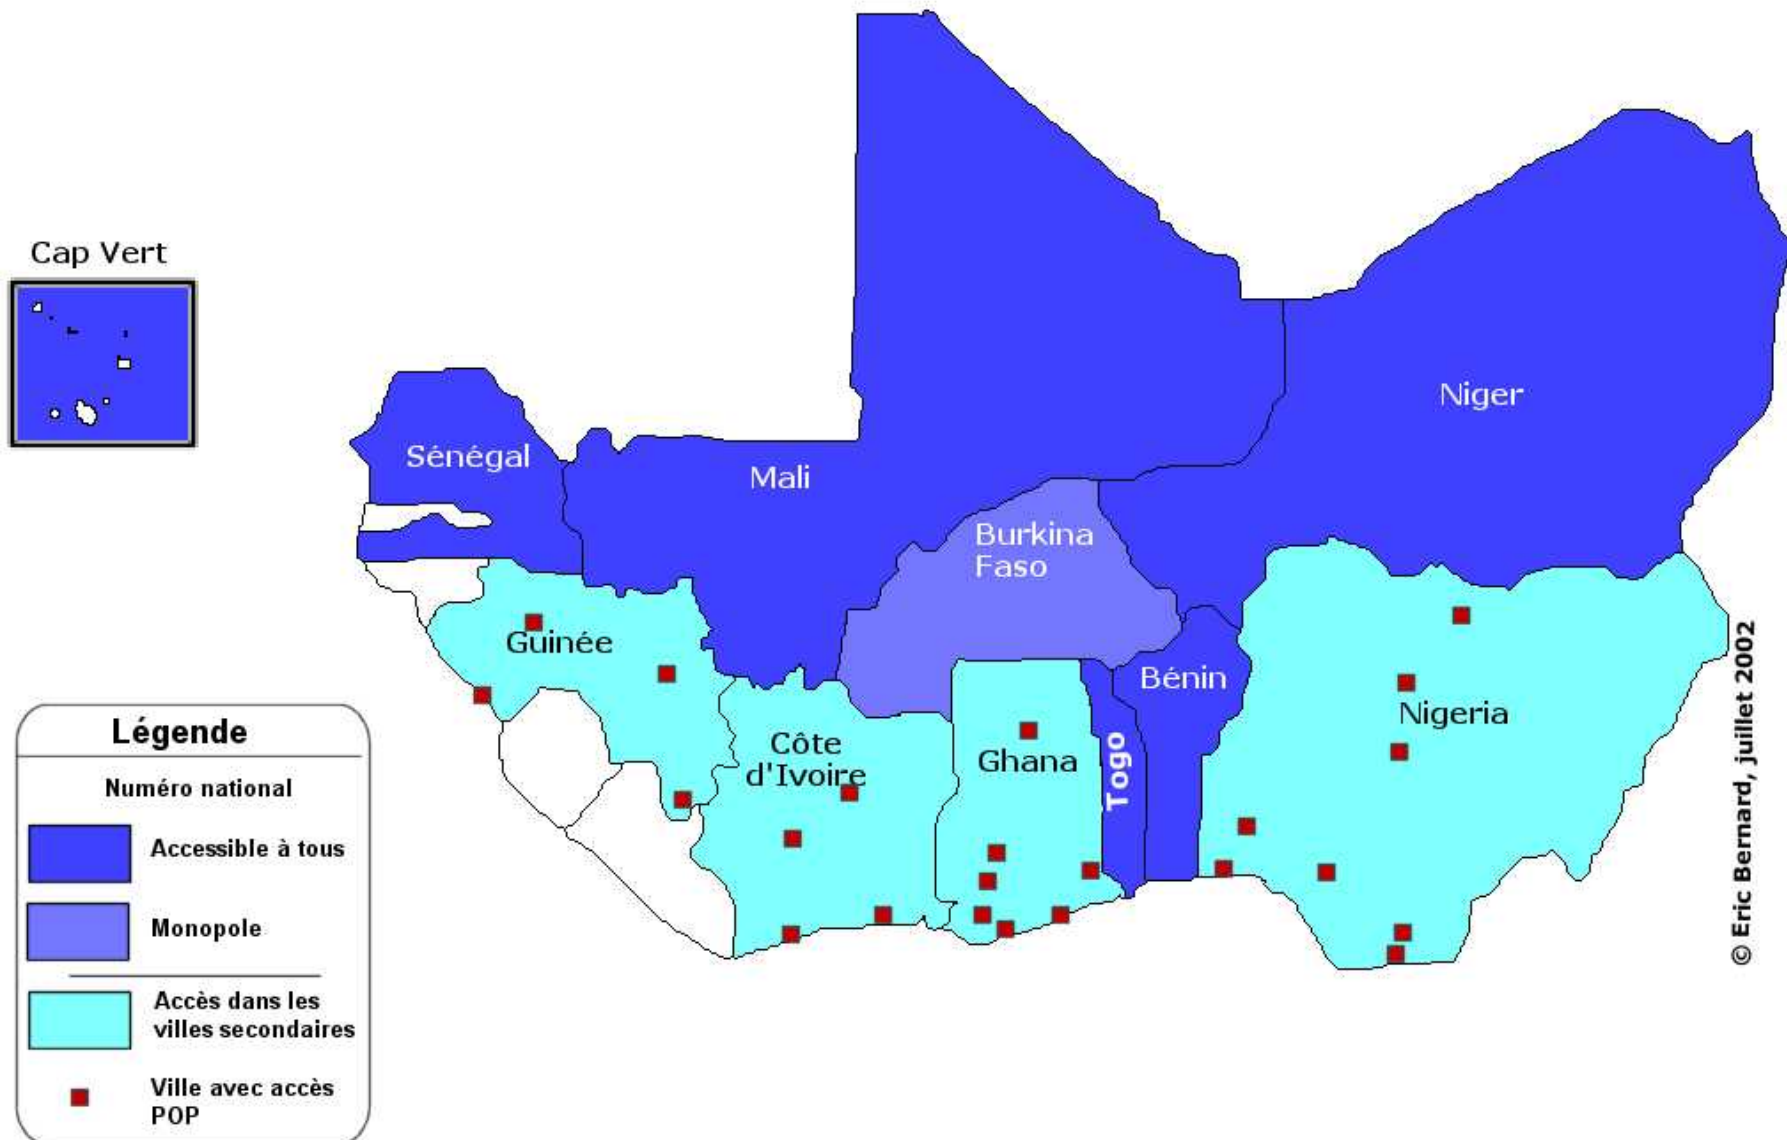 Cap Vert
Niger
Sénégal
Mali
Burkina
Faso
Guinée
Bénin
Nigeria
Côte
d'Ivoire
Ghana
Togo
Légende
Numéro national
Accessible à tous
Monopole
Accès dans les
villes secondaires
Ville avec accès
POP
© Eric Bernard, juillet 2002